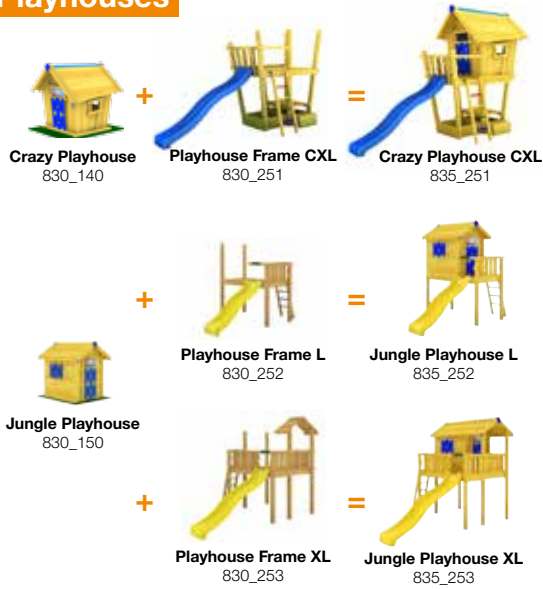 Playhouses
+
=
Crazy Playhouse
830_140
Playhouse Frame CXL
830_251
Crazy Playhouse CXL
835_251
+
=
Playhouse Frame L
830_252
Jungle Playhouse L
835_252
Jungle Playhouse
830_150
+
=
Playhouse Frame XL
830_253
Jungle Playhouse XL
835_253